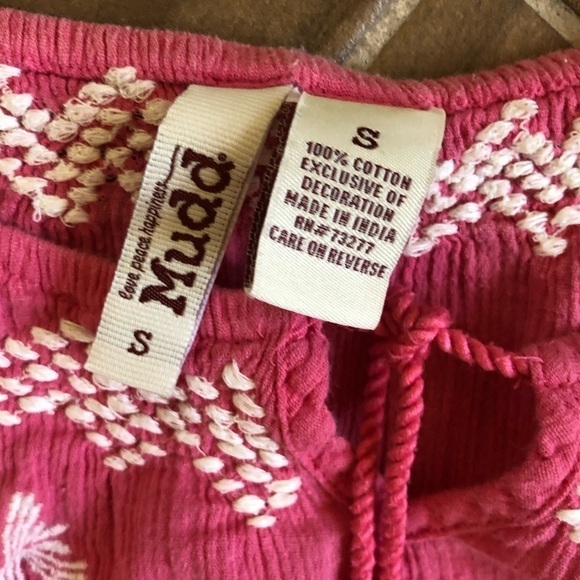 love. peace. happiness.
Mudd®
S
S
100% COTTON
EXCLUSIVE OF
DECORATION
MADE IN INDIA
RN#73277
CARE ON REVERSE